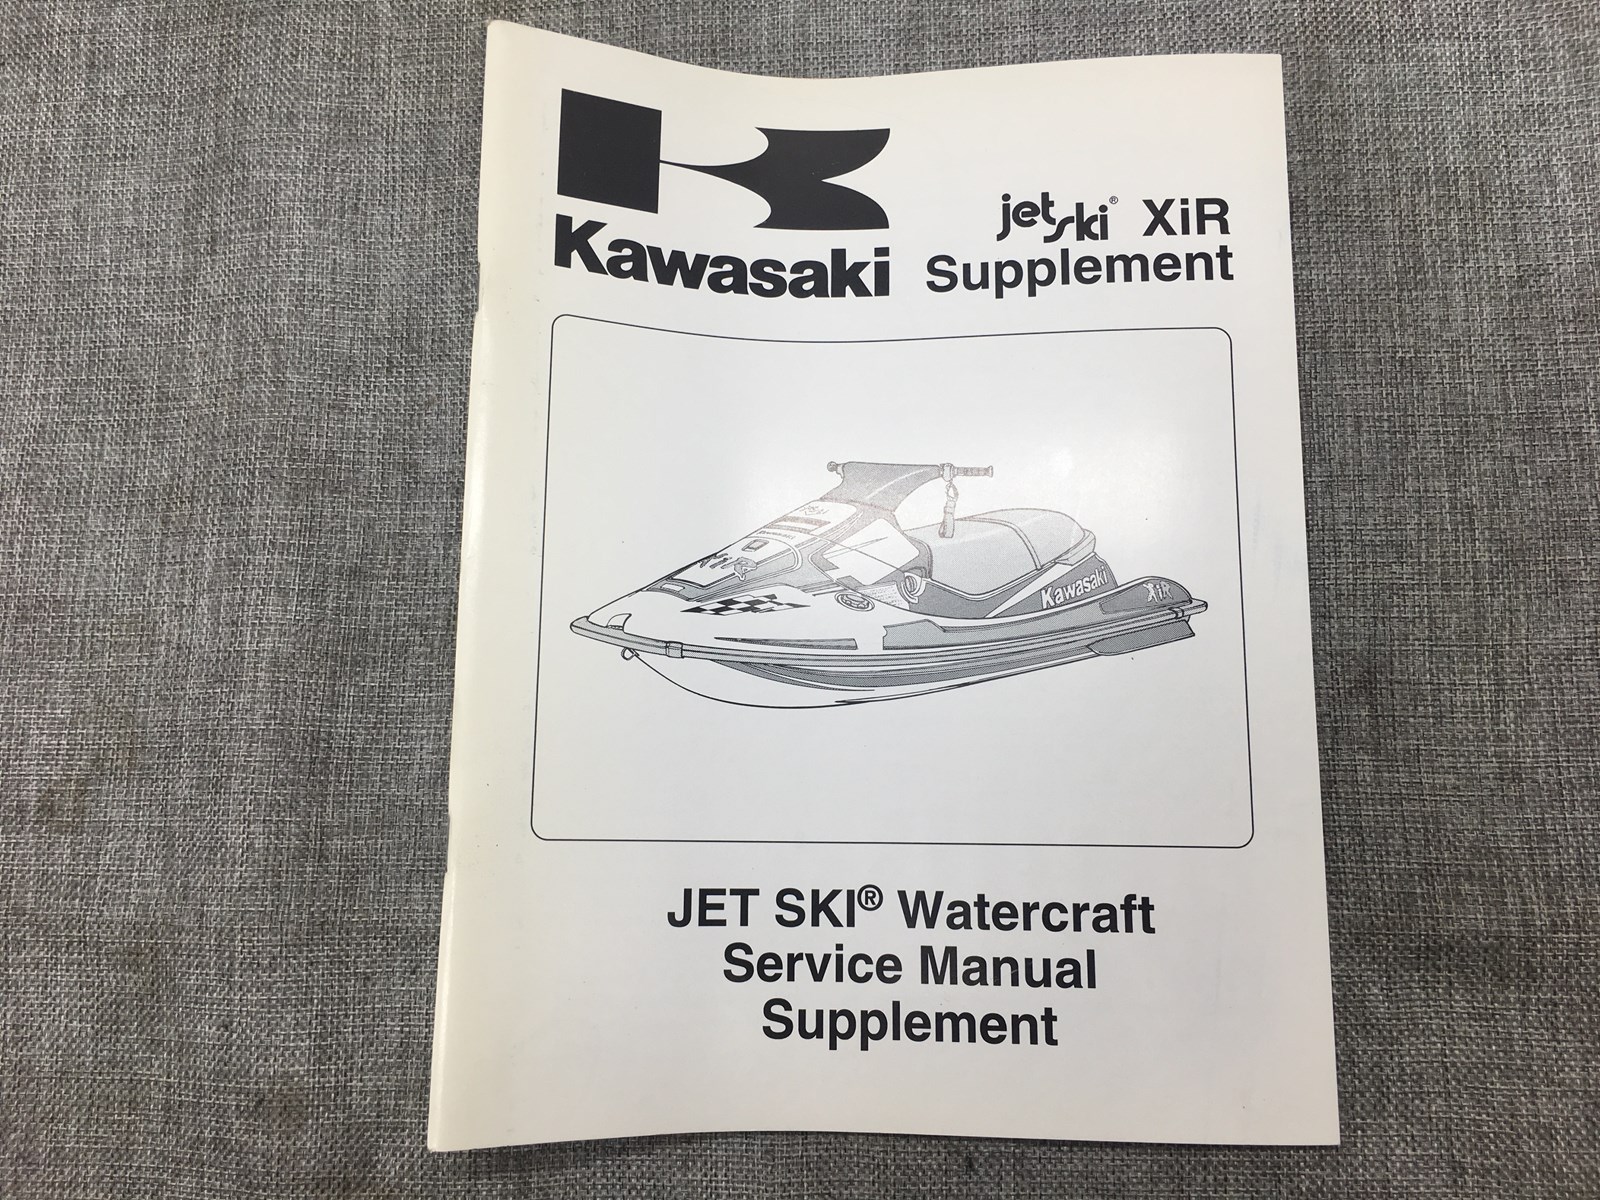 Kawasaki
jet ski® XiR
Supplement
Kawasaki
XiR
JET SKI® Watercraft
Service Manual
Supplement